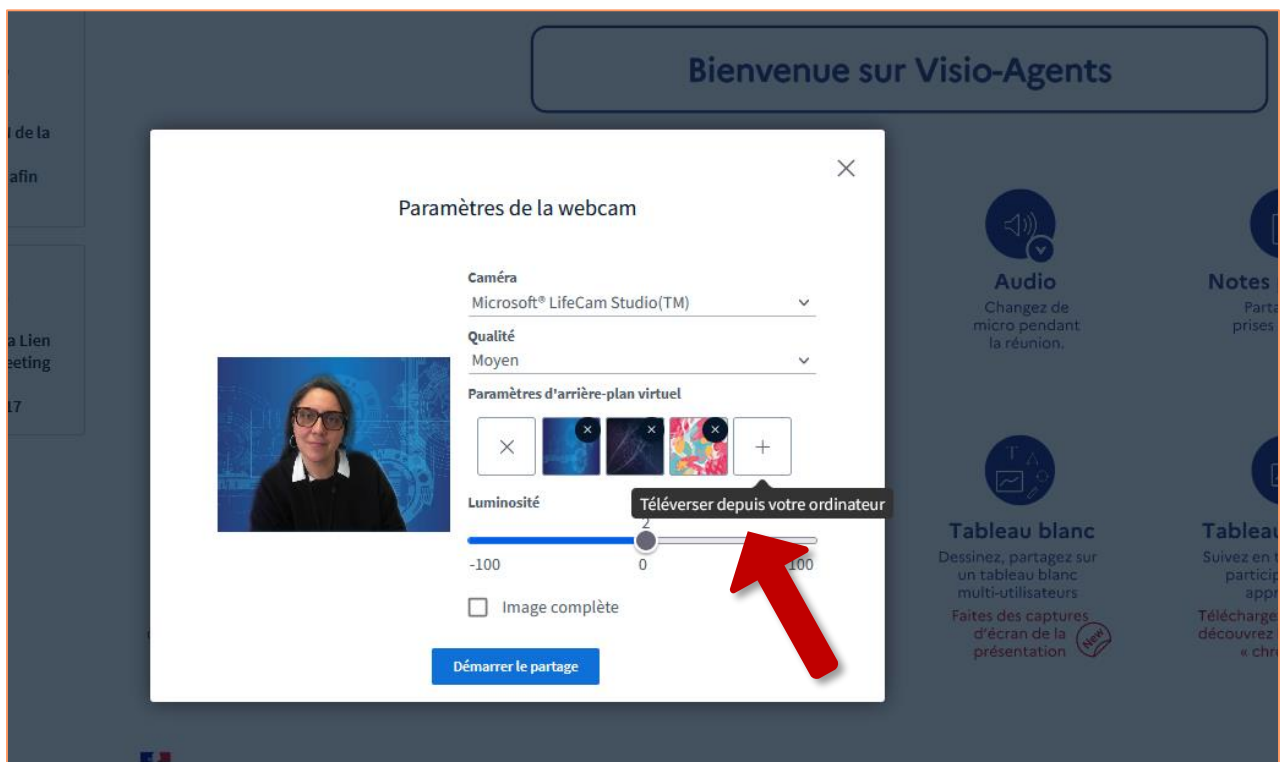 Bienvenue sur Visio-Agents
de la
afin
a Lien
eeting
17
Paramètres de la webcam
Caméra
Microsoft® LifeCam Studio(TM)
Qualité
Moyen
Paramètres d'arrière-plan virtuel
Luminosité
Téléverser depuis votre ordinateur
2
-100
0
100
Image complète
Démarrer le partage
Audio
Changez de
micro pendant
la réunion.
Notes
Parta
prises
Tableau blanc
Dessinez, partagez sur
un tableau blanc
multi-utilisateurs
Faites des captures
d'écran de la
présentation
New
Tableau
Suivez en t
particip
appr
Télécharge
découvrez
« chr